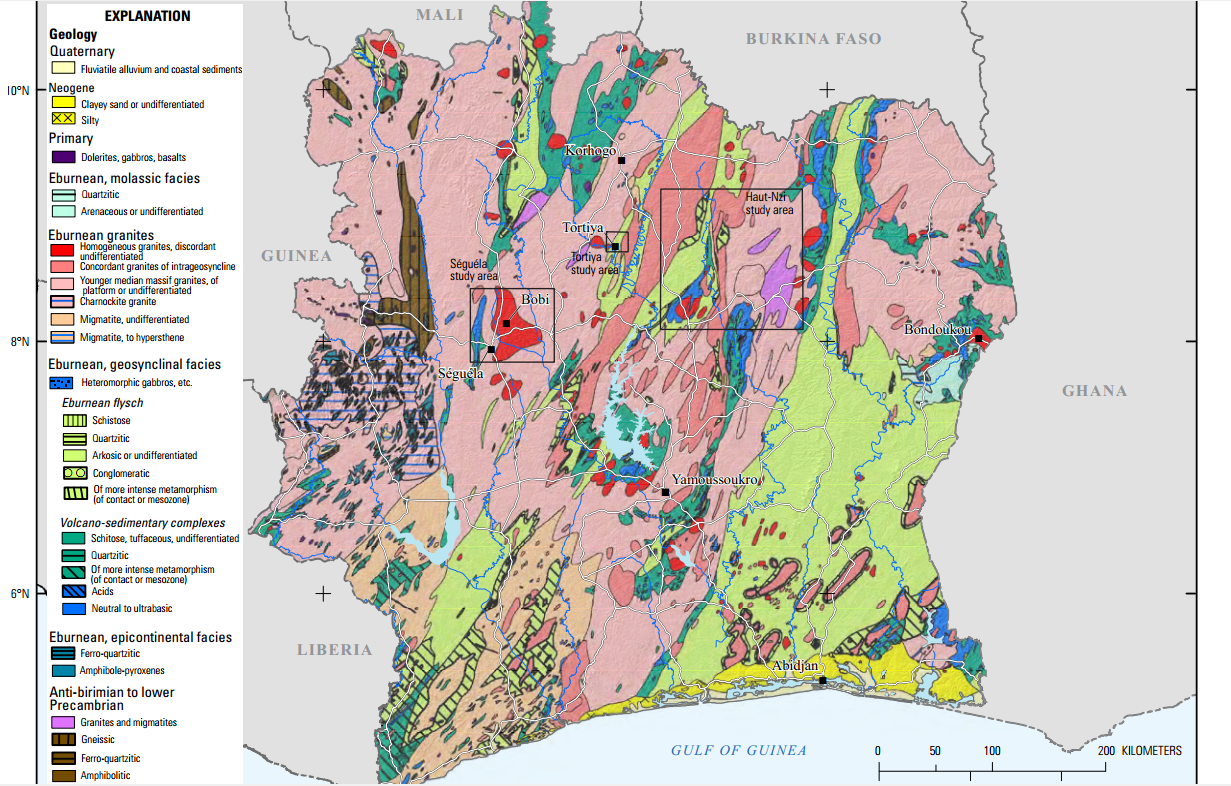 EXPLANATION
Geology
Quaternary
Fluviatile alluvium and coastal sediments
Neogene
Clayey sand or undifferentiated
Silty
Primary
Dolerites, gabbros, basalts
Eburnean, molassic facies
Quartzitic
Arenaceous or undifferentiated
Eburnean granites
Homogeneous granites, discordant
undifferentiated
Concordant granites of intrageosyncline
Younger median massif granites, of
platform or undifferentiated
Charnockite granite
Migmatite, undifferentiated
Migmatite, to hypersthene
Eburnean, geosynclinal facies
Heteromorphic gabbros, etc.
Eburnean flysch
Schistose
Quartzitic
Arkosic or undifferentiated
Conglomeratic
Of more intense metamorphism
(of contact or mesozone)
Volcano-sedimentary complexes
Schitose, tuffaceous, undifferentiated
Quartzitic
Of more intense metamorphism
(of contact or mesozone)
Acids
Neutral to ultrabasic
Eburnean, epicontinental facies
Ferro-quartzitic
Amphibole-pyroxenes
Anti-birimian to lower
Precambrian
Granites and migmatites
Gneissic
Ferro-quartzitic
Amphibolitic
10°N
8°N
6°N
MALI
BURKINA FASO
GUINEA
GHANA
LIBERIA
Korhogo
Haut-Nzi
study area
Tortiya
Tortiya
study area
Séguéla
study area
Bobi
Séguéla
Bondoukou
Yamoussoukro
Abidjan
GULF OF GUINEA
0 50 100 200 KILOMETERS